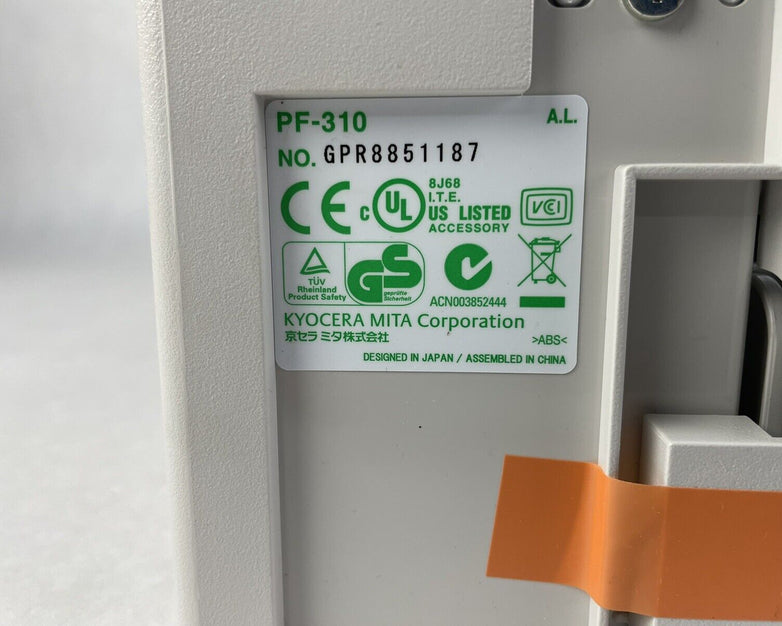 PF-310
A.L.
NO. GPR8851187
CE
c UL US LISTED
8J68
I.T.E.
ACCESSORY
VCI
TÜV
Rheinland
Product Safety
GS
geprüfte
Sicherheit
ACN003852444
KYOCERA MITA Corporation
京セラ ミタ株式会社
>ABS<
DESIGNED IN JAPAN / ASSEMBLED IN CHINA